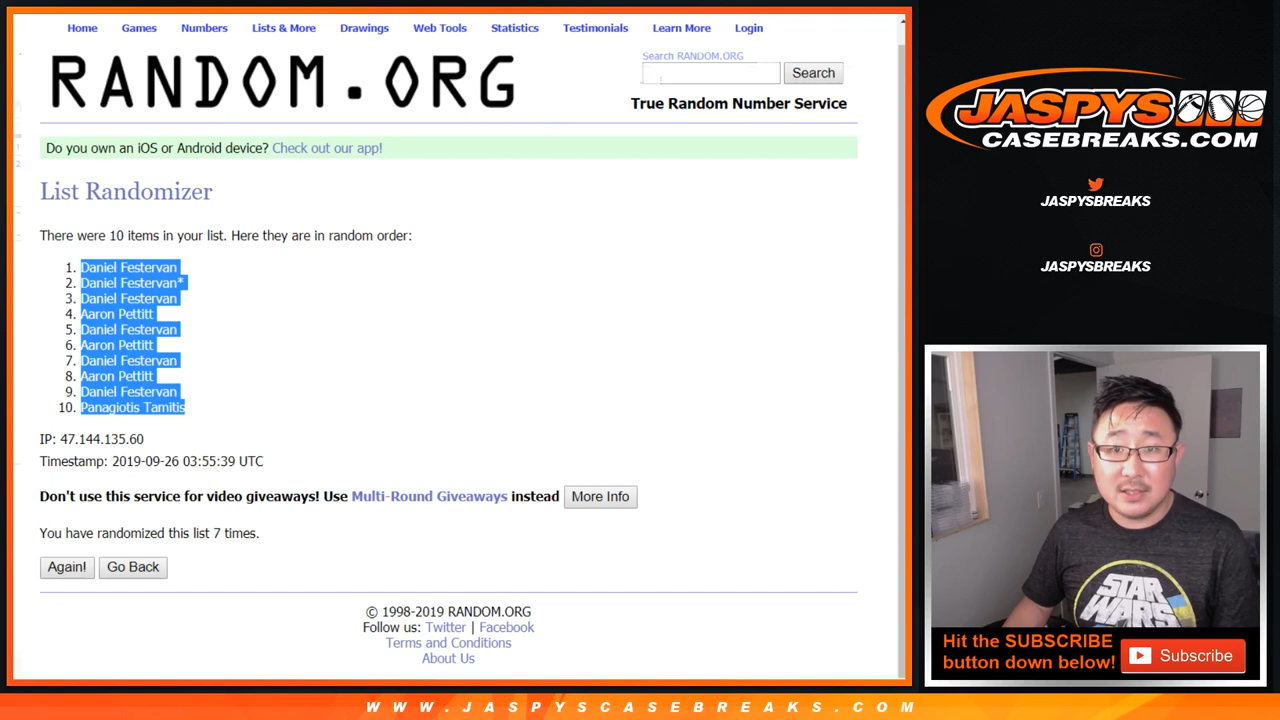 Home Games Numbers Lists & More Drawings Web Tools Statistics Testimonials Learn More Login
RANDOM.ORG
Search RANDOM.ORG
Search
True Random Number Service
Do you own an iOS or Android device? Check out our app!
List Randomizer
There were 10 items in your list. Here they are in random order:
1. Daniel Festervan
2. Daniel Festervan*
3. Daniel Festervan
4. Aaron Pettitt
5. Daniel Festervan
6. Aaron Pettitt
7. Daniel Festervan
8. Aaron Pettitt
9. Daniel Festervan
10. Panagiotis Tamitis
IP: 47.144.135.60
Timestamp: 2019-09-26 03:55:39 UTC
Don't use this service for video giveaways! Use Multi-Round Giveaways instead More Info
You have randomized this list 7 times.
Again! Go Back
© 1998-2019 RANDOM.ORG
Follow us: Twitter | Facebook
Terms and Conditions
About Us
JASPYS
CASEBREAKS.COM
JASPYSBREAKS
JASPYSBREAKS
STAR
WARS
Hit the SUBSCRIBE
button down below!
Subscribe
WWW.JASPYSCASEBREAKS.COM